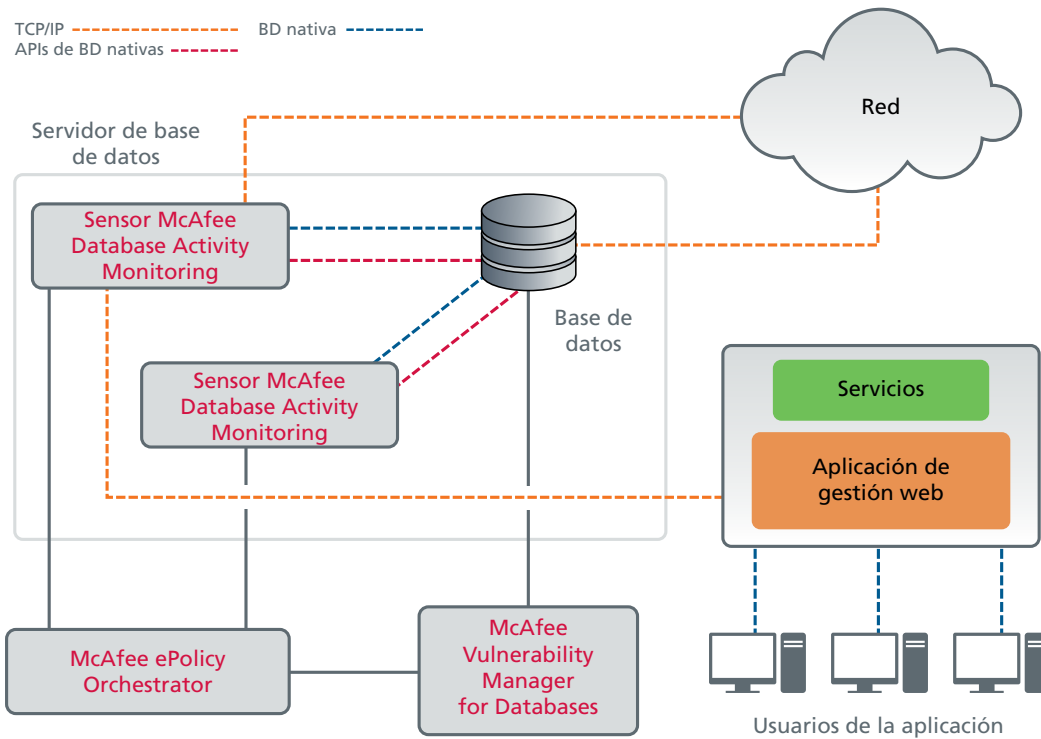 TCP/IP
BD nativa
APIs de BD nativas
Red
Servidor de base
de datos
Sensor McAfee
Database Activity
Monitoring
Base de
datos
Sensor McAfee
Database Activity
Monitoring
Servicios
Aplicación de
gestión web
McAfee ePolicy
Orchestrator
McAfee
Vulnerability
Manager
for Databases
Usuarios de la aplicación